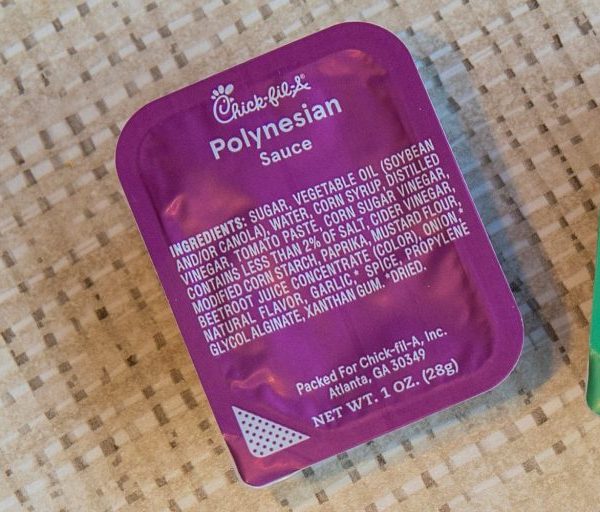 Chick-fil-A®
Polynesian
Sauce
INGREDIENTS: SUGAR, VEGETABLE OIL (SOYBEAN
AND/OR CANOLA), WATER, CORN SYRUP, DISTILLED
VINEGAR, TOMATO PASTE, CORN SUGAR VINEGAR,
CONTAINS LESS THAN 2% OF SALT, CIDER VINEGAR,
MODIFIED CORN STARCH, PAPRIKA, MUSTARD FLOUR,
BEETROOT JUICE CONCENTRATE (COLOR), ONION,*
NATURAL FLAVOR, GARLIC,* SPICE, PROPYLENE
GLYCOL ALGINATE, XANTHAN GUM. *DRIED.
Packed For Chick-fil-A, Inc.
Atlanta, GA 30349
NET WT. 1 OZ. (28g)